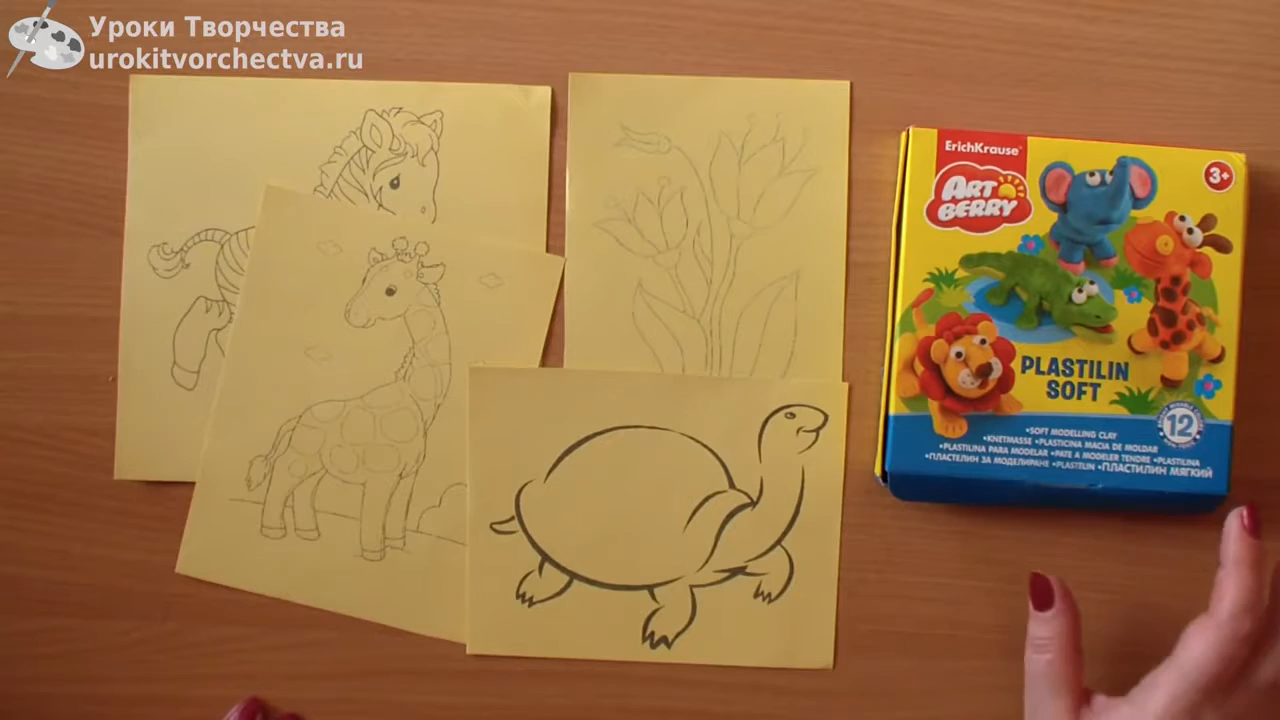 Уроки Творчества
urokitvorchectva.ru
ErichKrause®
3+
ART
BERRY
PLASTILIN
SOFT
12
•SOFT MODELLING CLAY
•KNETMASSE •PLASTICINA MACIA DE MOLDAR
•PLASTILINA PARA MODELAR •PATE A MODELER TENDRE •PLASTILINA
•ПЛАСТЕЛИН ЗА МОДЕЛИРАНЕ •PLASTELIN •ПЛАСТИЛИН МЯГКИЙ